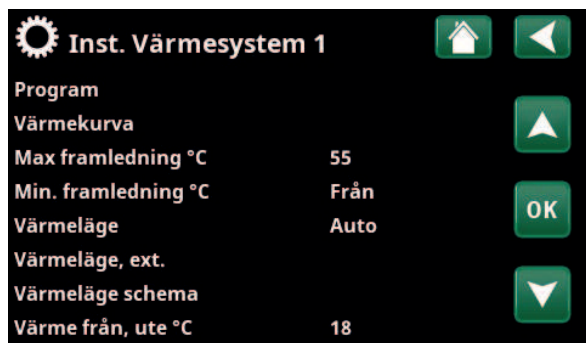 Inst. Värmesystem 1
Program
Värmekurva
Max framledning °C 55
Min. framledning °C Från
Värmeläge Auto
OK
Värmeläge, ext.
Värmeläge schema
Värme från, ute °C 18